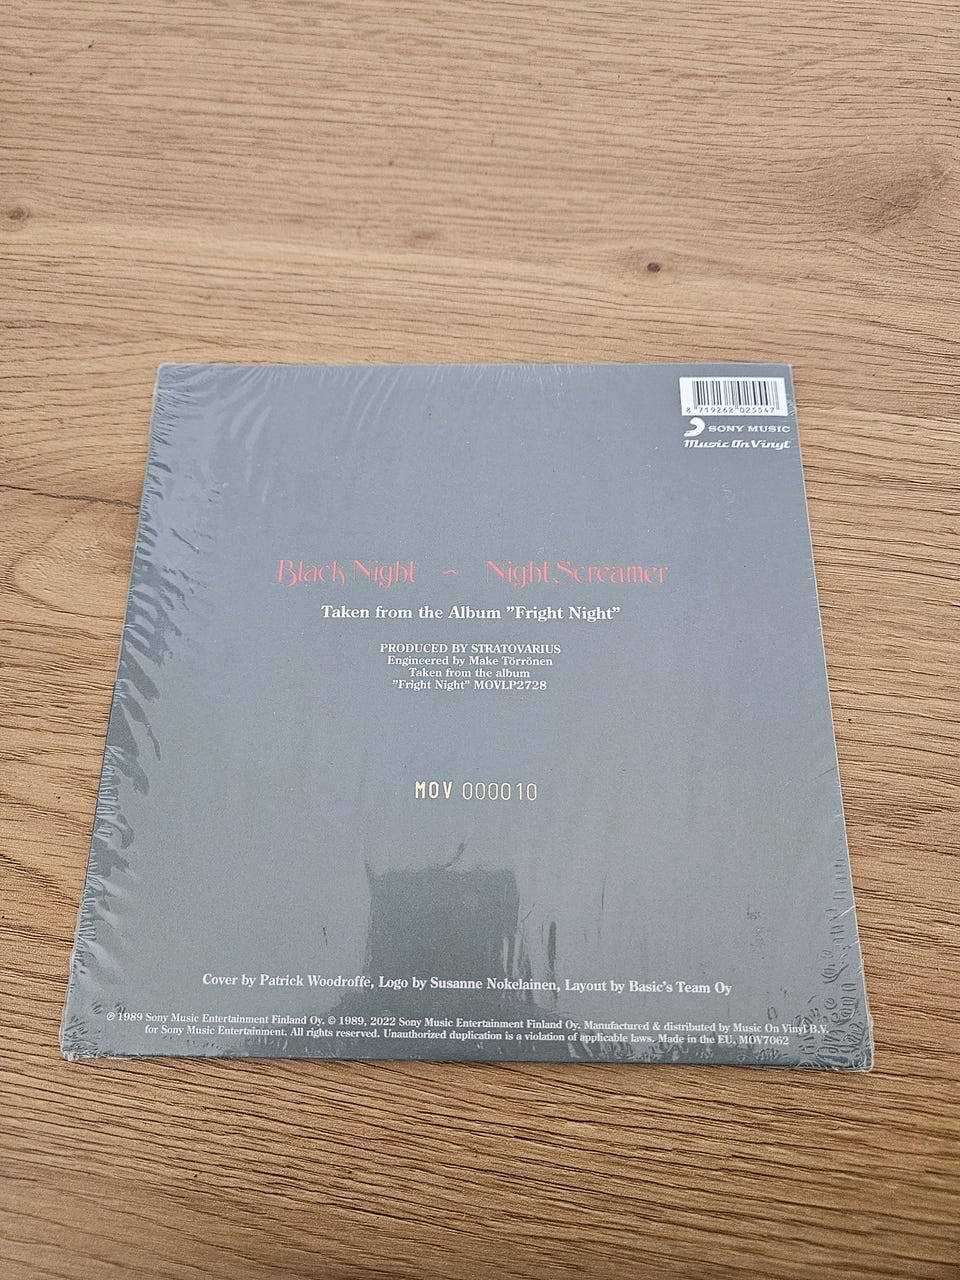 8 719262 025547
SONY MUSIC
Music On Vinyl
Black Night ~ Night Screamer
Taken from the Album ”Fright Night”
PRODUCED BY STRATOVARIUS
Engineered by Make Törrönen
Taken from the album
”Fright Night” MOVLP2728
MOV 000010
Cover by Patrick Woodroffe, Logo by Susanne Nokelainen, Layout by Basic's Team Oy
℗ 1989 Sony Music Entertainment Finland Oy. © 1989, 2022 Sony Music Entertainment Finland Oy. Manufactured & distributed by Music On Vinyl B.V.
for Sony Music Entertainment. All rights reserved. Unauthorized duplication is a violation of applicable laws. Made in the EU. MOV7062